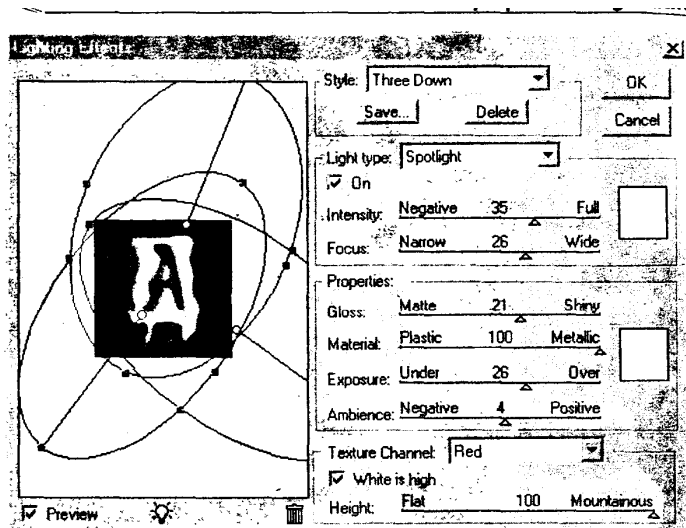 Lighting Effects
Style: Three Down
OK
Save... Delete
Cancel
Light type: Spotlight
On
Intensity: Negative 35 Full
Focus: Narrow 26 Wide
Properties:
Gloss: Matte 21 Shiny
Material: Plastic 100 Metallic
Exposure: Under 26 Over
Ambience: Negative 4 Positive
Texture Channel: Red
White is high
Height: Flat 100 Mountainous
Preview
A